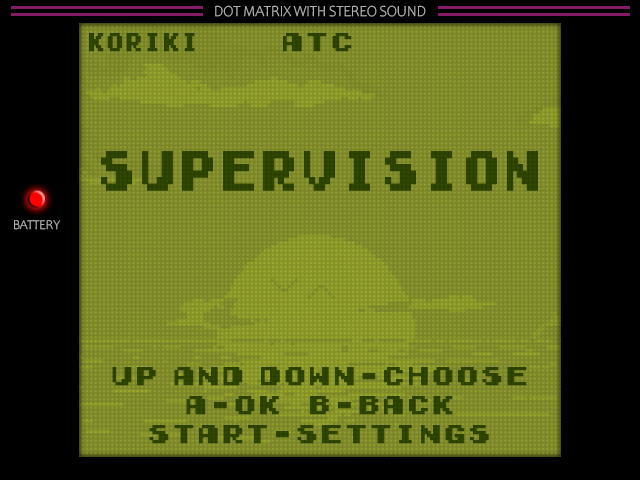 DOT MATRIX WITH STEREO SOUND
KORIKI ATC
SUPERVISION
BATTERY
UP AND DOWN-CHOOSE
A-OK B-BACK
START-SETTINGS